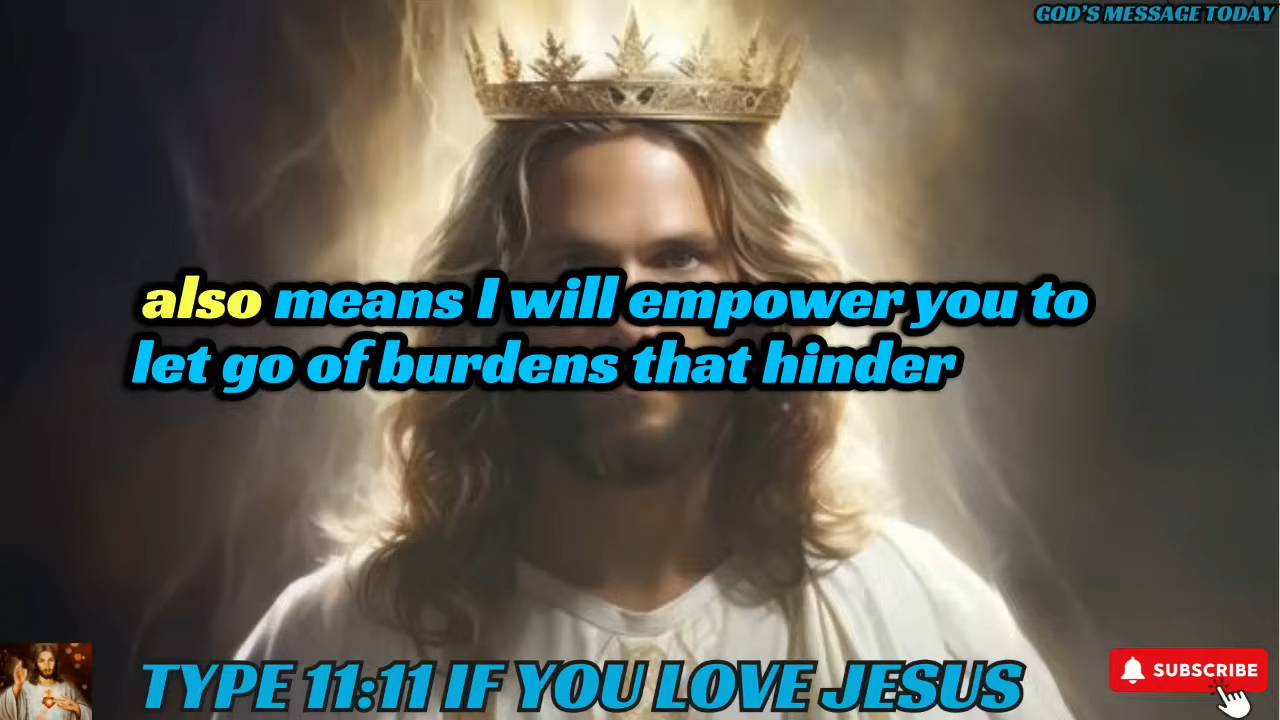 GOD'S MESSAGE TODAY
also means I will empower you to
let go of burdens that hinder
TYPE 11:11 IF YOU LOVE JESUS
SUBSCRIBE